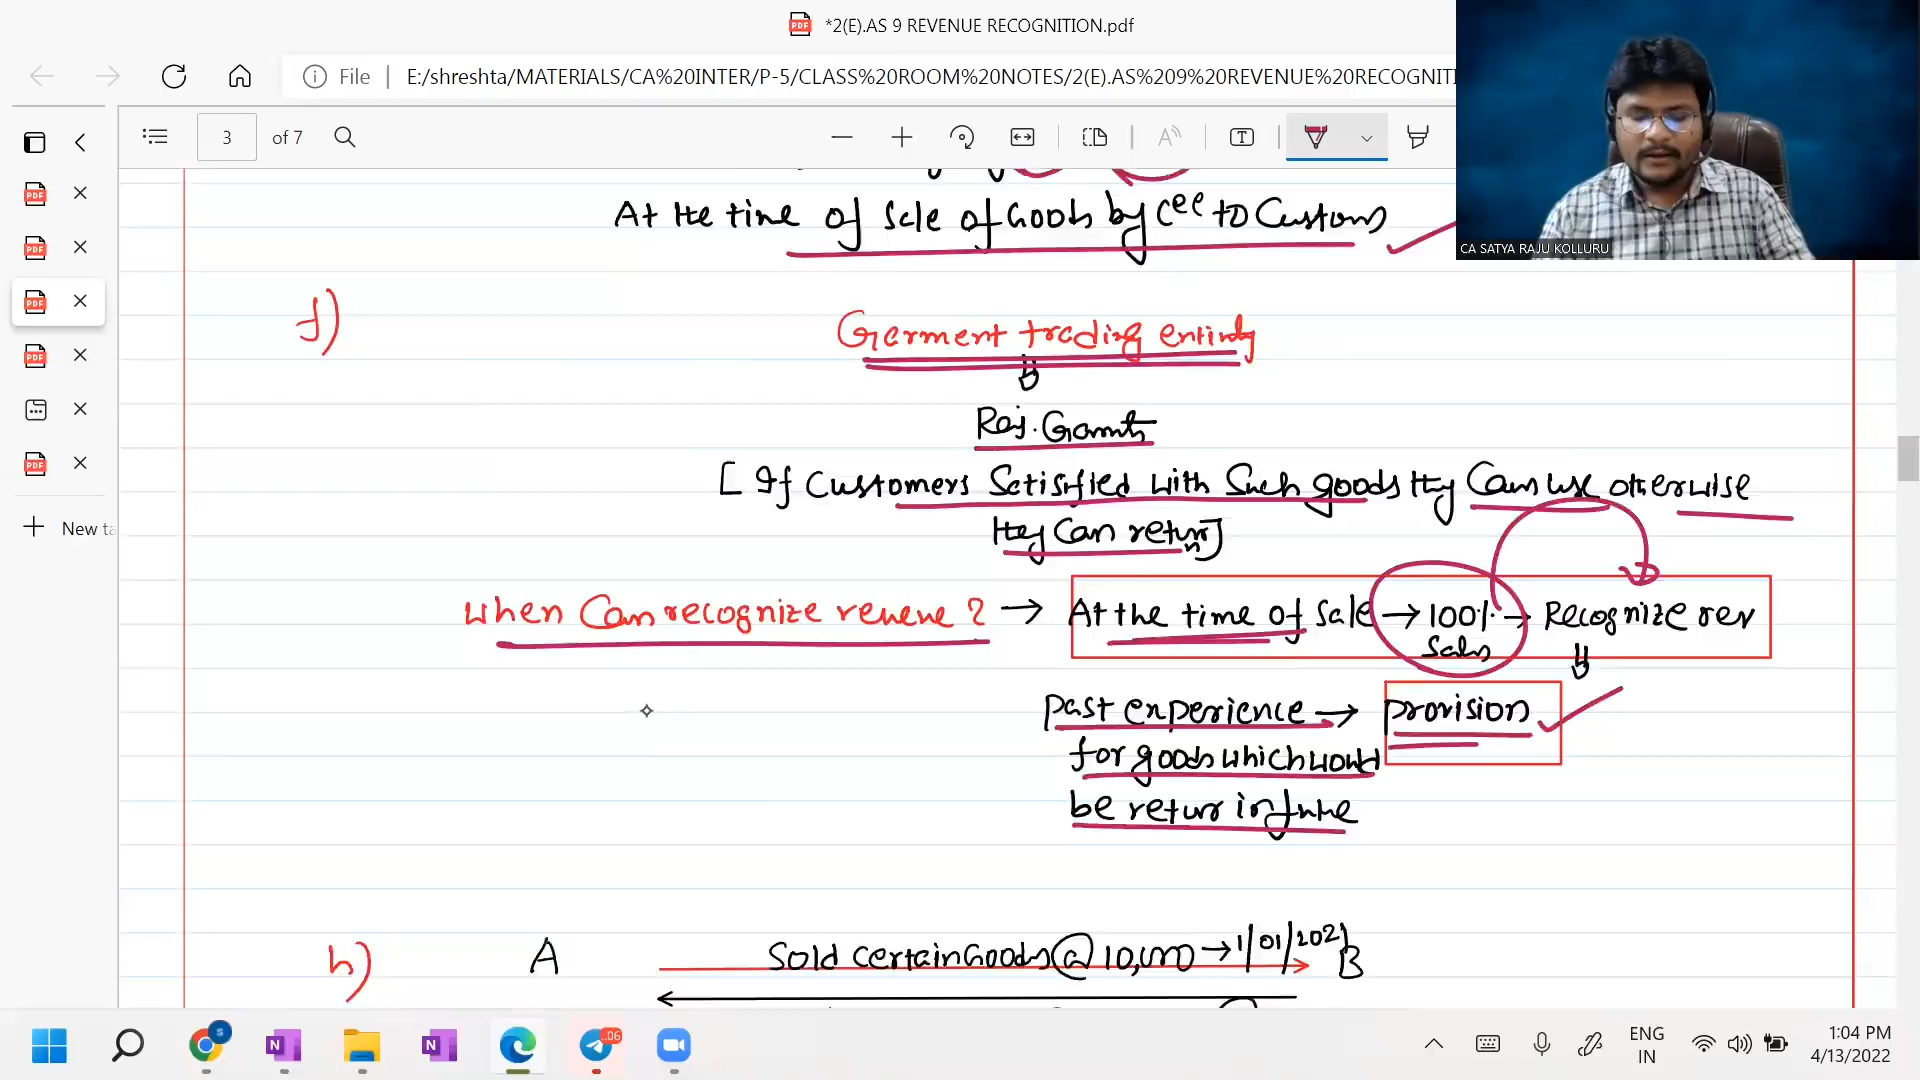 *2(E).AS 9 REVENUE RECOGNITION.pdf
File E:/shreshta/MATERIALS/CA%20INTER/P-5/CLASS%20ROOM%20NOTES/2(E).AS%209%20REVENUE%20RECOGNITI
3 of 7
CA SATYA RAJU KOLLURU
At the time of sale of Goods by cee to Customs
f)
Garment trading entity
Raj. Garmnts
[If Customers Satisfied with Such goods they Can use otherwise
they Can return]
When Can recognize revenue? → At the time of Sale → 100% → Recognize rev
Sales
Past experience → provision
for goods which would
be return in future
New ta
h) A Sold certain Goods @ 10,000 → 1/01/2021 B
ENG
IN
1:04 PM
4/13/2022